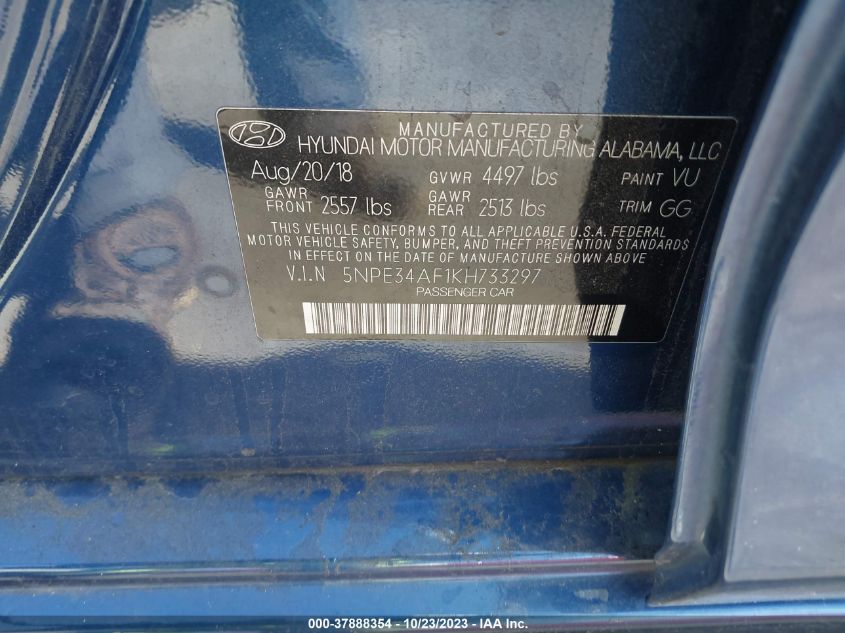 MANUFACTURED BY
HYUNDAI MOTOR MANUFACTURING ALABAMA, LLC
Aug/20/18 GVWR 4497 lbs PAINT VU
GAWR FRONT 2557 lbs GAWR REAR 2513 lbs TRIM GG
THIS VEHICLE CONFORMS TO ALL APPLICABLE U.S.A. FEDERAL
MOTOR VEHICLE SAFETY, BUMPER, AND THEFT PREVENTION STANDARDS
IN EFFECT ON THE DATE OF MANUFACTURE SHOWN ABOVE
V.I.N 5NPE34AF1KH733297
PASSENGER CAR
000-37888354 - 10/23/2023 - IAA Inc.